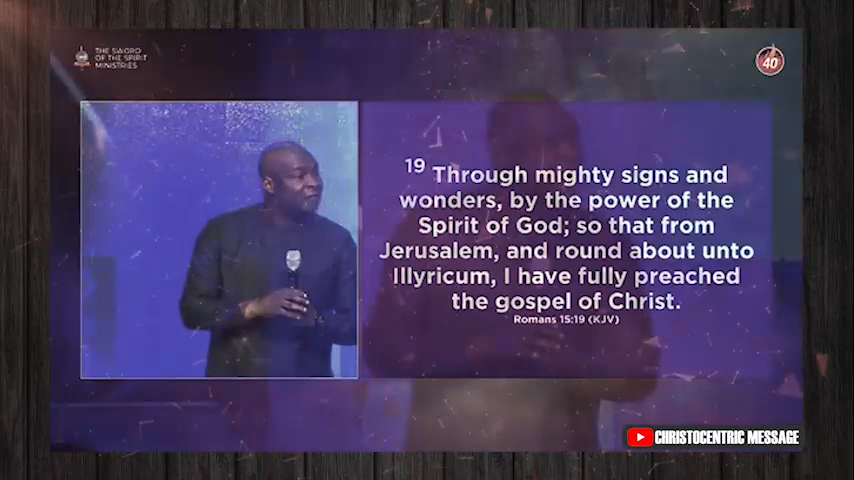 THE SWORD
OF THE SPIRIT
MINISTRIES
40
19 Through mighty signs and
wonders, by the power of the
Spirit of God; so that from
Jerusalem, and round about unto
Illyricum, I have fully preached
the gospel of Christ.
Romans 15:19 (KJV)
CHRISTOCENTRIC MESSAGE